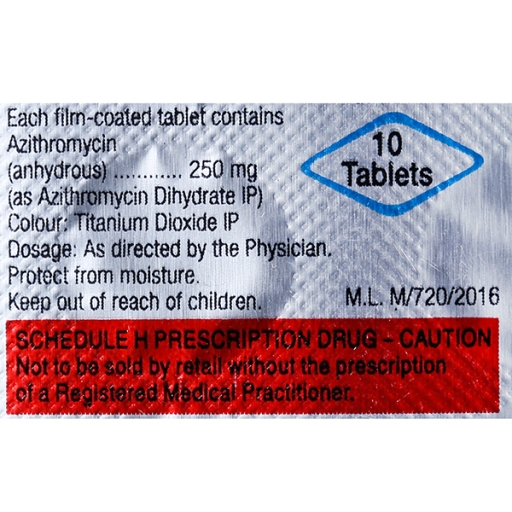 Each film-coated tablet contains
Azithromycin
(anhydrous) ............ 250 mg
(as Azithromycin Dihydrate IP)
Colour: Titanium Dioxide IP
Dosage: As directed by the Physician.
Protect from moisture.
Keep out of reach of children.
10
Tablets
M.L. M/720/2016
SCHEDULE H PRESCRIPTION DRUG - CAUTION
Not to be sold by retail without the prescription
of a Registered Medical Practitioner.